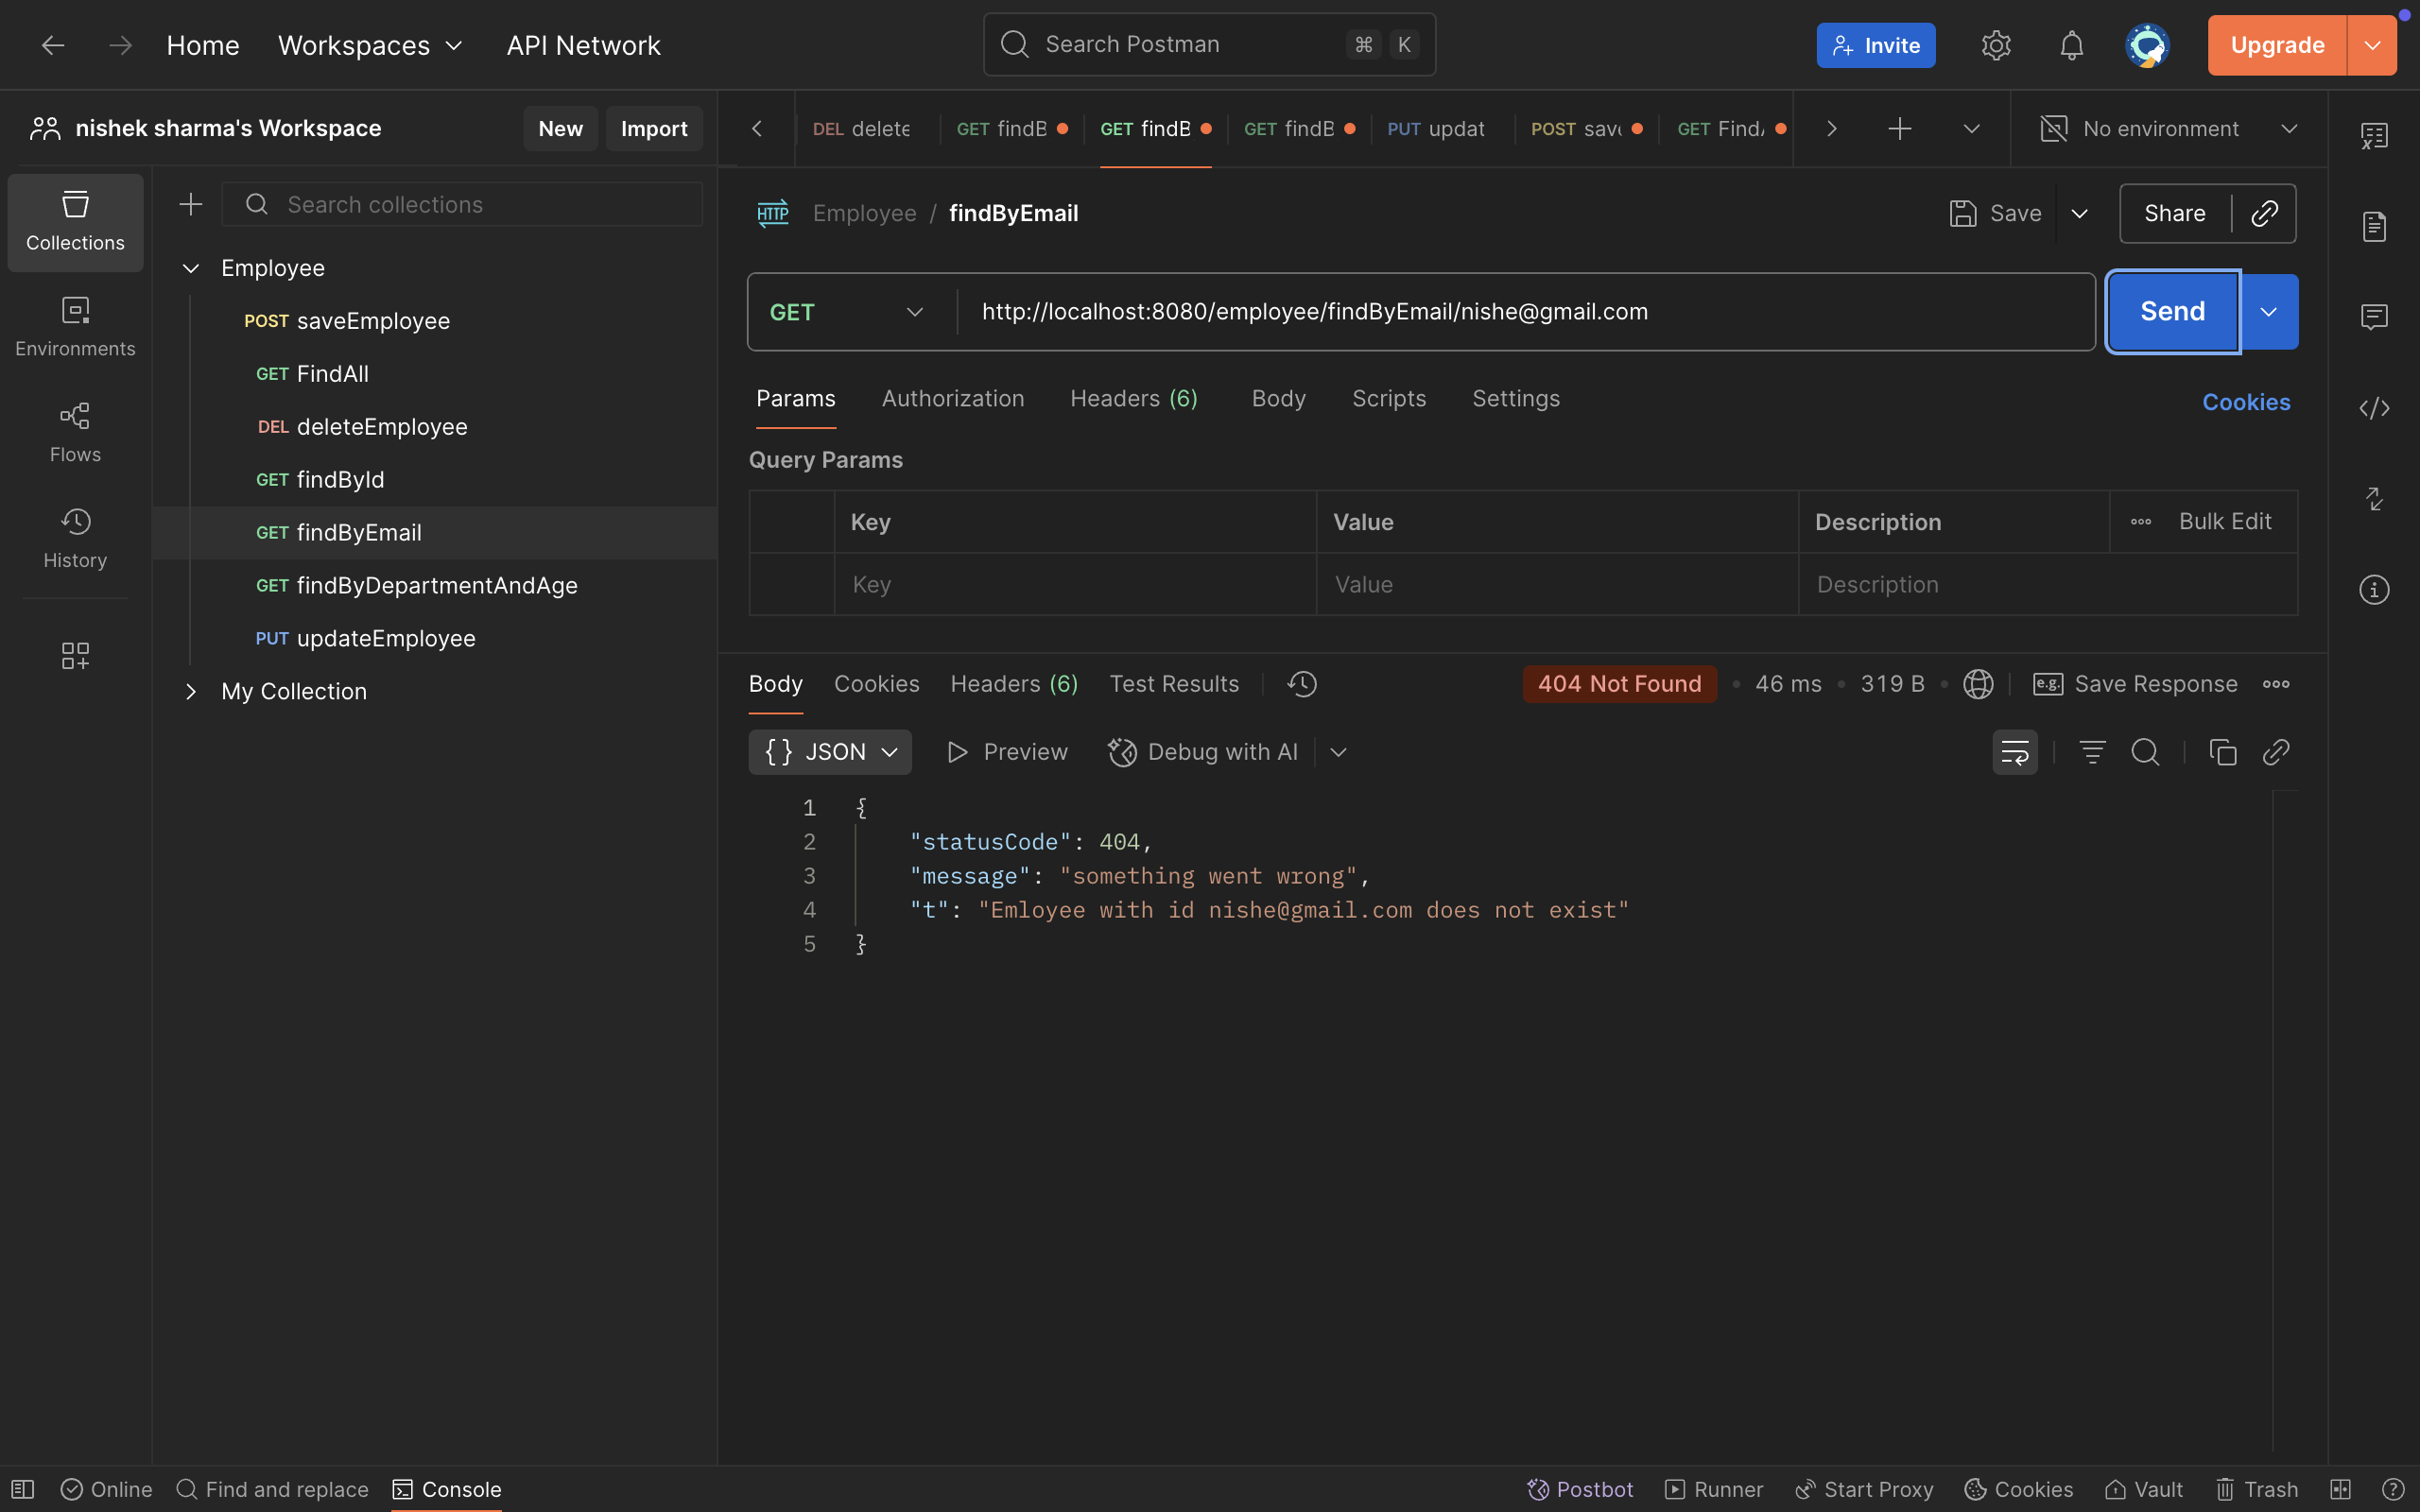 Home Workspaces API Network Search Postman ⌘ K Invite Upgrade
nishek sharma's Workspace New Import DEL delete GET findB GET findB GET findB PUT updat POST save GET Find No environment
Collections
Environments
Flows
History
Search collections
Employee
POST saveEmployee
GET FindAll
DEL deleteEmployee
GET findById
GET findByEmail
GET findByDepartmentAndAge
PUT updateEmployee
My Collection
HTTP Employee / findByEmail Save Share
GET http://localhost:8080/employee/findByEmail/nishe@gmail.com Send
Params Authorization Headers (6) Body Scripts Settings Cookies
Query Params
Key Value Description Bulk Edit
Key Value Description
Body Cookies Headers (6) Test Results 404 Not Found 46 ms 319 B e.g. Save Response
{} JSON Preview Debug with AI
1 {
2 "statusCode": 404,
3 "message": "something went wrong",
4 "t": "Emloyee with id nishe@gmail.com does not exist"
5 }
Online Find and replace Console Postbot Runner Start Proxy Cookies Vault Trash